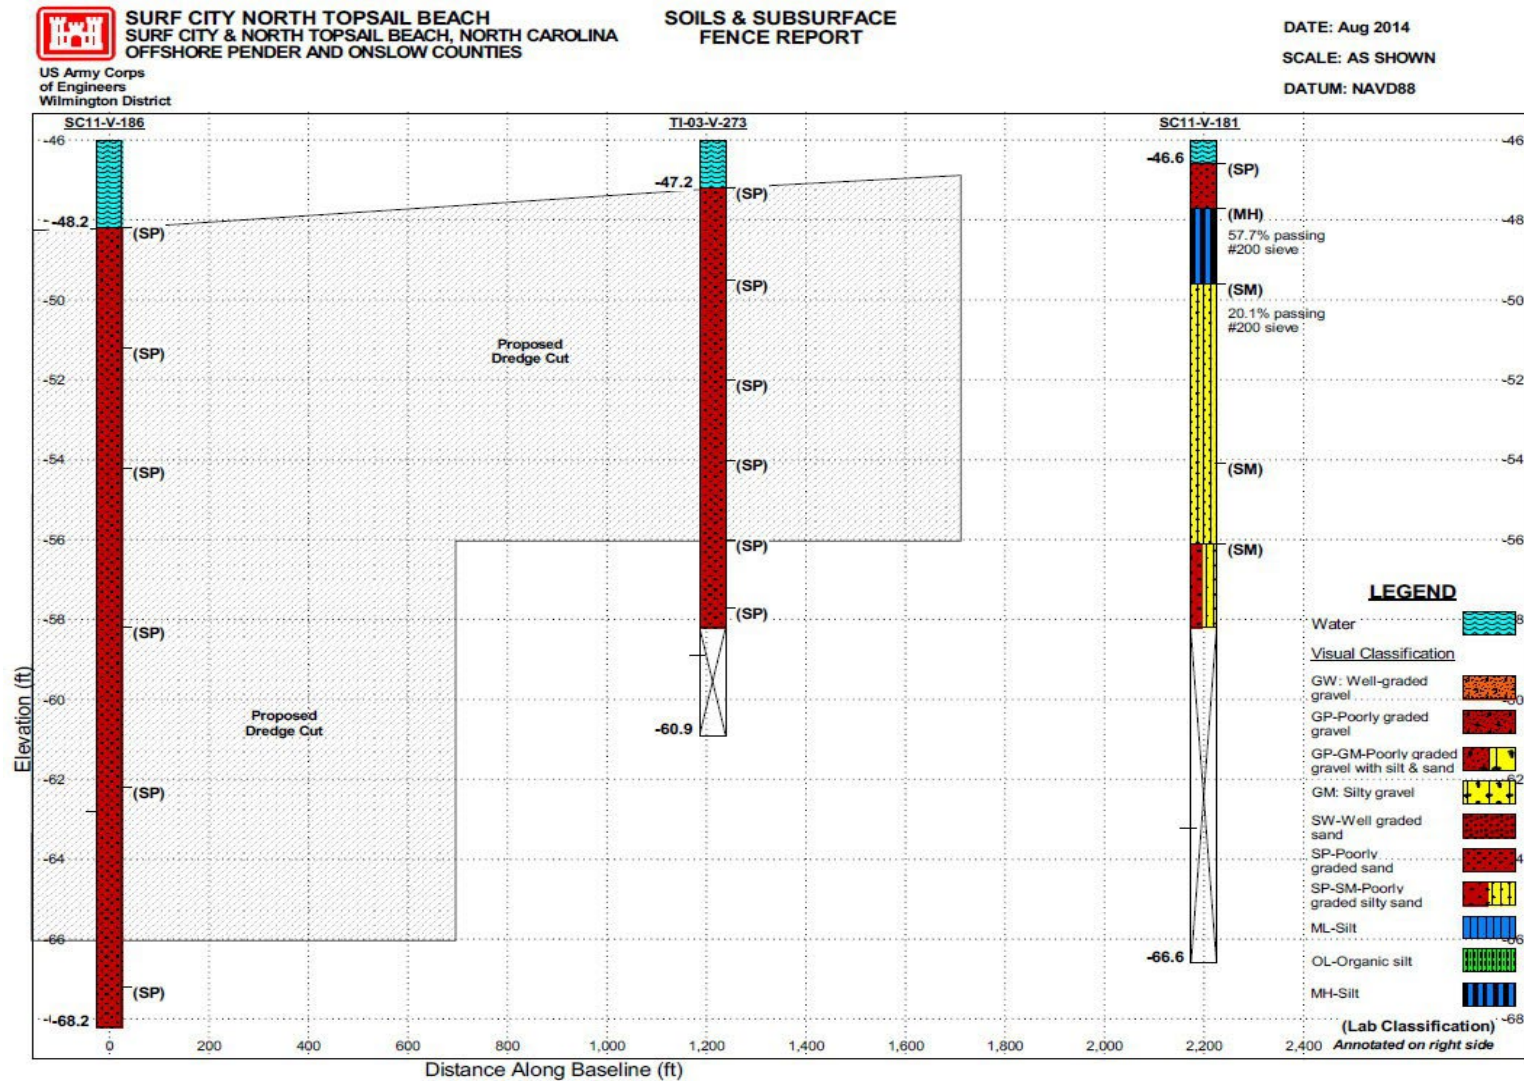 SURF CITY NORTH TOPSAIL BEACH
SURF CITY & NORTH TOPSAIL BEACH, NORTH CAROLINA
OFFSHORE PENDER AND ONSLOW COUNTIES
US Army Corps
of Engineers
Wilmington District
SOILS & SUBSURFACE
FENCE REPORT
DATE: Aug 2014
SCALE: AS SHOWN
DATUM: NAVD88
SC11-V-186
TI-03-V-273
SC11-V-181
-46
-48.2
-50
-52
-54
-56
-58
-60
-62
-64
-66
-68.2
Elevation (ft)
(SP)
(SP)
(SP)
(SP)
(SP)
(SP)
Proposed
Dredge Cut
Proposed
Dredge Cut
-47.2
(SP)
(SP)
(SP)
(SP)
(SP)
(SP)
-60.9
-46.6
(SP)
(MH)
57.7% passing
#200 sieve
(SM)
20.1% passing
#200 sieve
(SM)
(SM)
-66.6
-46
-48
-50
-52
-54
-56
LEGEND
Water
Visual Classification
GW: Well-graded
gravel
GP-Poorly graded
gravel
GP-GM-Poorly graded
gravel with silt & sand
GM: Silty gravel
SW-Well graded
sand
SP-Poorly
graded sand
SP-SM-Poorly
graded silty sand
ML-Silt
OL-Organic silt
MH-Silt
(Lab Classification)
Annotated on right side
0
200
400
600
800
1,000
1,200
1,400
1,600
1,800
2,000
2,200
2,400
Distance Along Baseline (ft)